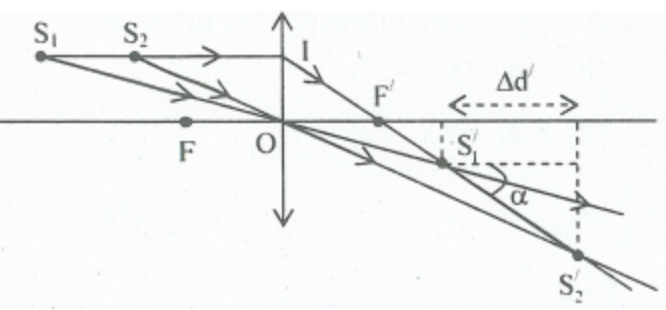 S₁ S₂ I
F′ Δd′
F O S₁′
α
S₂′